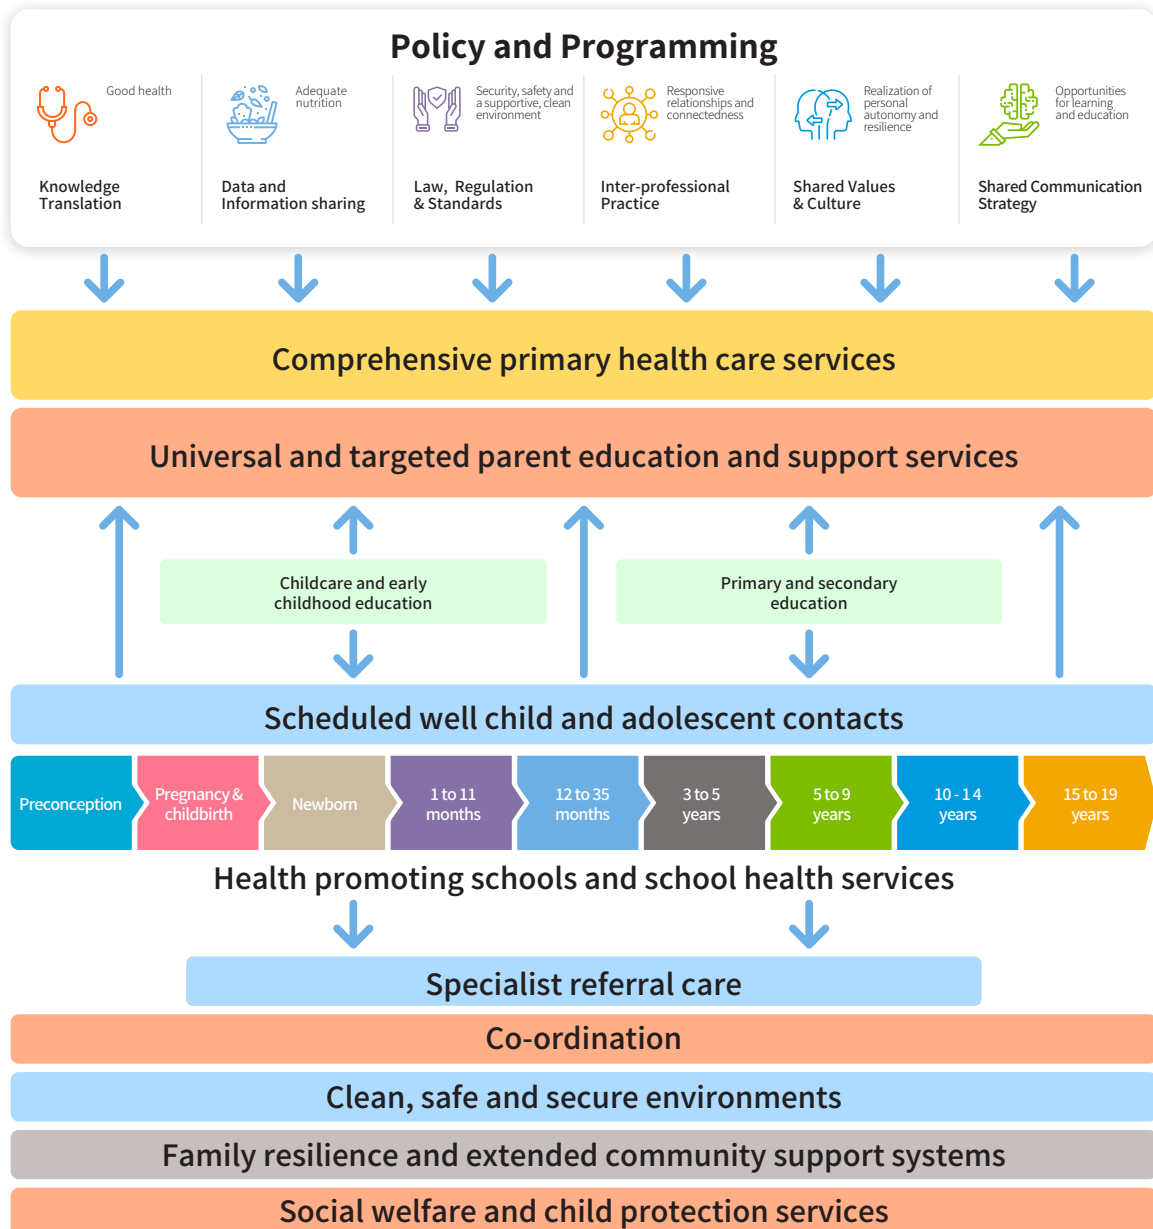 Policy and Programming
Good health
Adequate
nutrition
Security, safety and
a supportive, clean
environment
Responsive
relationships and
connectedness
Realization of
personal
autonomy and
resilience
Opportunities
for learning
and education
Knowledge
Translation
Data and
Information sharing
Law, Regulation
& Standards
Inter-professional
Practice
Shared Values
& Culture
Shared Communication
Strategy
Comprehensive primary health care services
Universal and targeted parent education and support services
Childcare and early
childhood education
Primary and secondary
education
Scheduled well child and adolescent contacts
Preconception
Pregnancy &
childbirth
Newborn
1 to 11
months
12 to 35
months
3 to 5
years
5 to 9
years
10 - 1 4
years
15 to 19
years
Health promoting schools and school health services
Specialist referral care
Co-ordination
Clean, safe and secure environments
Family resilience and extended community support systems
Social welfare and child protection services